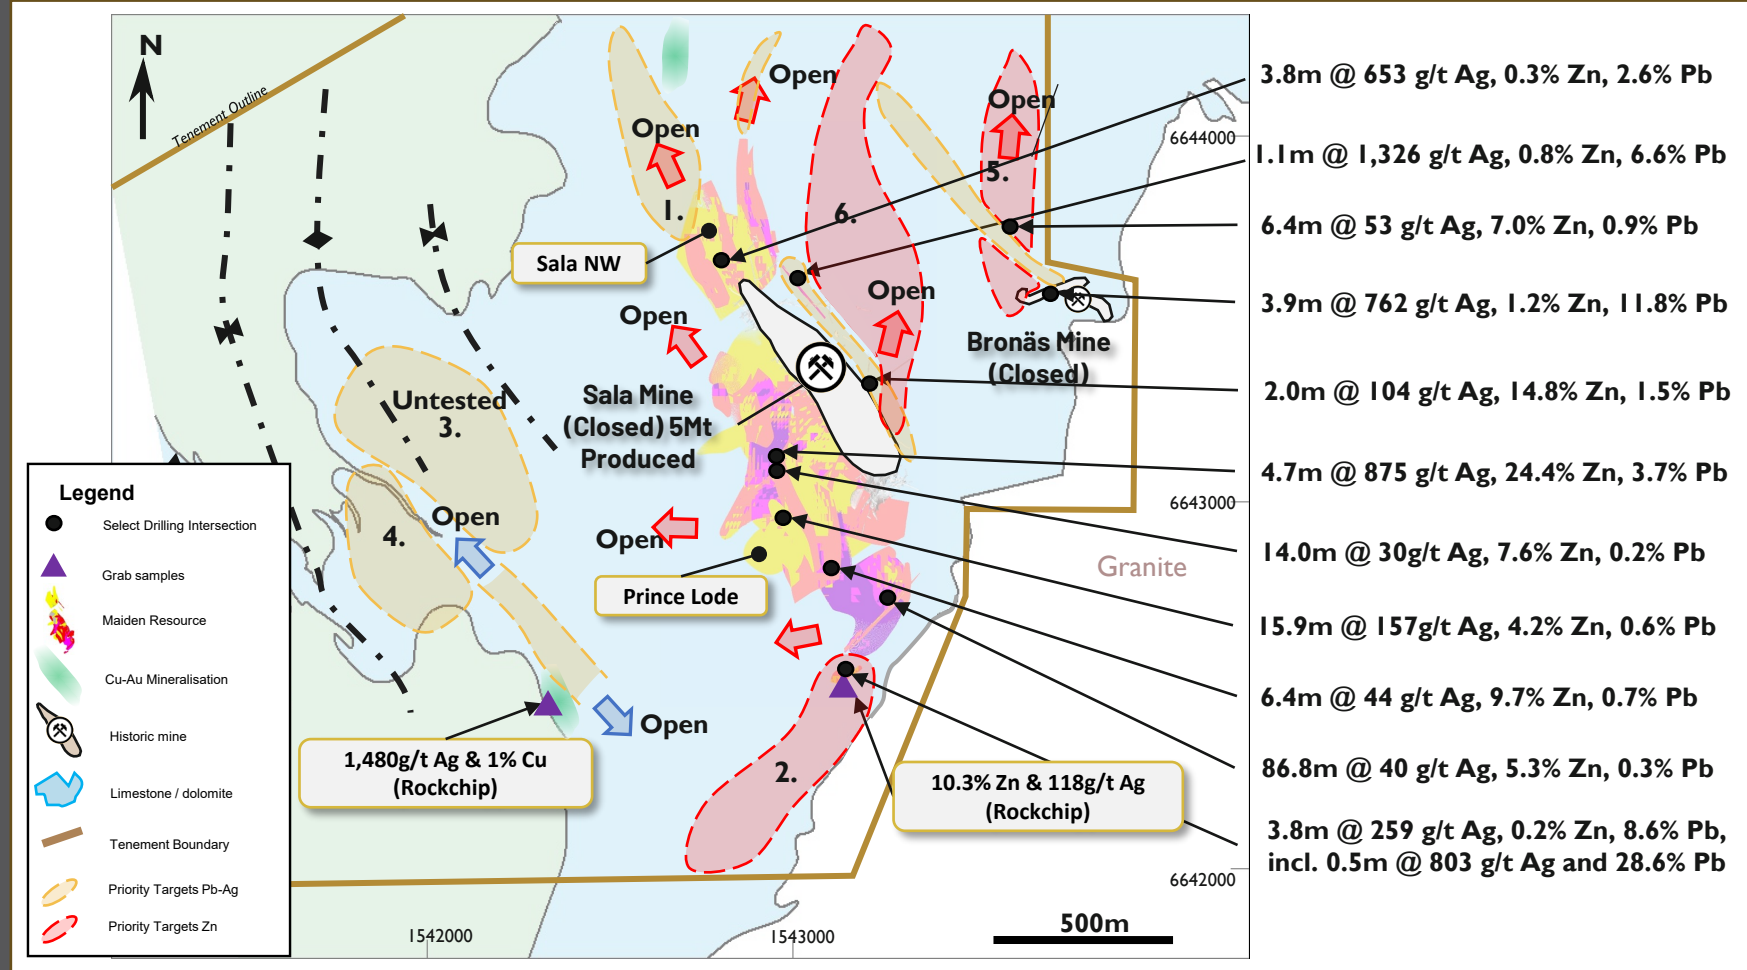 N
Tenement Outline
Open
Open
Open
1.
5.
6.
Sala NW
Open
Open
Bronäs Mine
(Closed)
Sala Mine
(Closed) 5Mt
Produced
Untested
3.
4.
Open
Open
Prince Lode
Granite
Open
2.
1,480g/t Ag & 1% Cu
(Rockchip)
10.3% Zn & 118g/t Ag
(Rockchip)
6644000
6643000
6642000
1542000
1543000
500m
3.8m @ 653 g/t Ag, 0.3% Zn, 2.6% Pb
1.1m @ 1,326 g/t Ag, 0.8% Zn, 6.6% Pb
6.4m @ 53 g/t Ag, 7.0% Zn, 0.9% Pb
3.9m @ 762 g/t Ag, 1.2% Zn, 11.8% Pb
2.0m @ 104 g/t Ag, 14.8% Zn, 1.5% Pb
4.7m @ 875 g/t Ag, 24.4% Zn, 3.7% Pb
14.0m @ 30g/t Ag, 7.6% Zn, 0.2% Pb
15.9m @ 157g/t Ag, 4.2% Zn, 0.6% Pb
6.4m @ 44 g/t Ag, 9.7% Zn, 0.7% Pb
86.8m @ 40 g/t Ag, 5.3% Zn, 0.3% Pb
3.8m @ 259 g/t Ag, 0.2% Zn, 8.6% Pb,
incl. 0.5m @ 803 g/t Ag and 28.6% Pb
Legend
Select Drilling Intersection
Grab samples
Maiden Resource
Cu-Au Mineralisation
Historic mine
Limestone / dolomite
Tenement Boundary
Priority Targets Pb-Ag
Priority Targets Zn